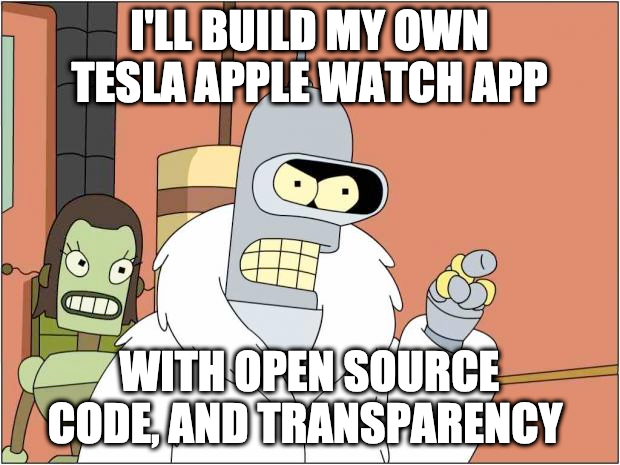 I'LL BUILD MY OWN
TESLA APPLE WATCH APP
WITH OPEN SOURCE
CODE, AND TRANSPARENCY